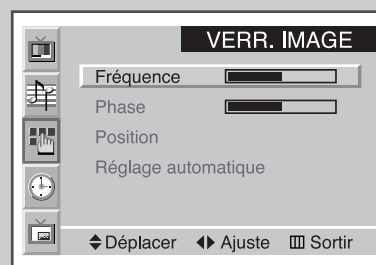 VERR. IMAGE
Fréquence
Phase
Position
Réglage automatique
Déplacer Ajuste Sortir